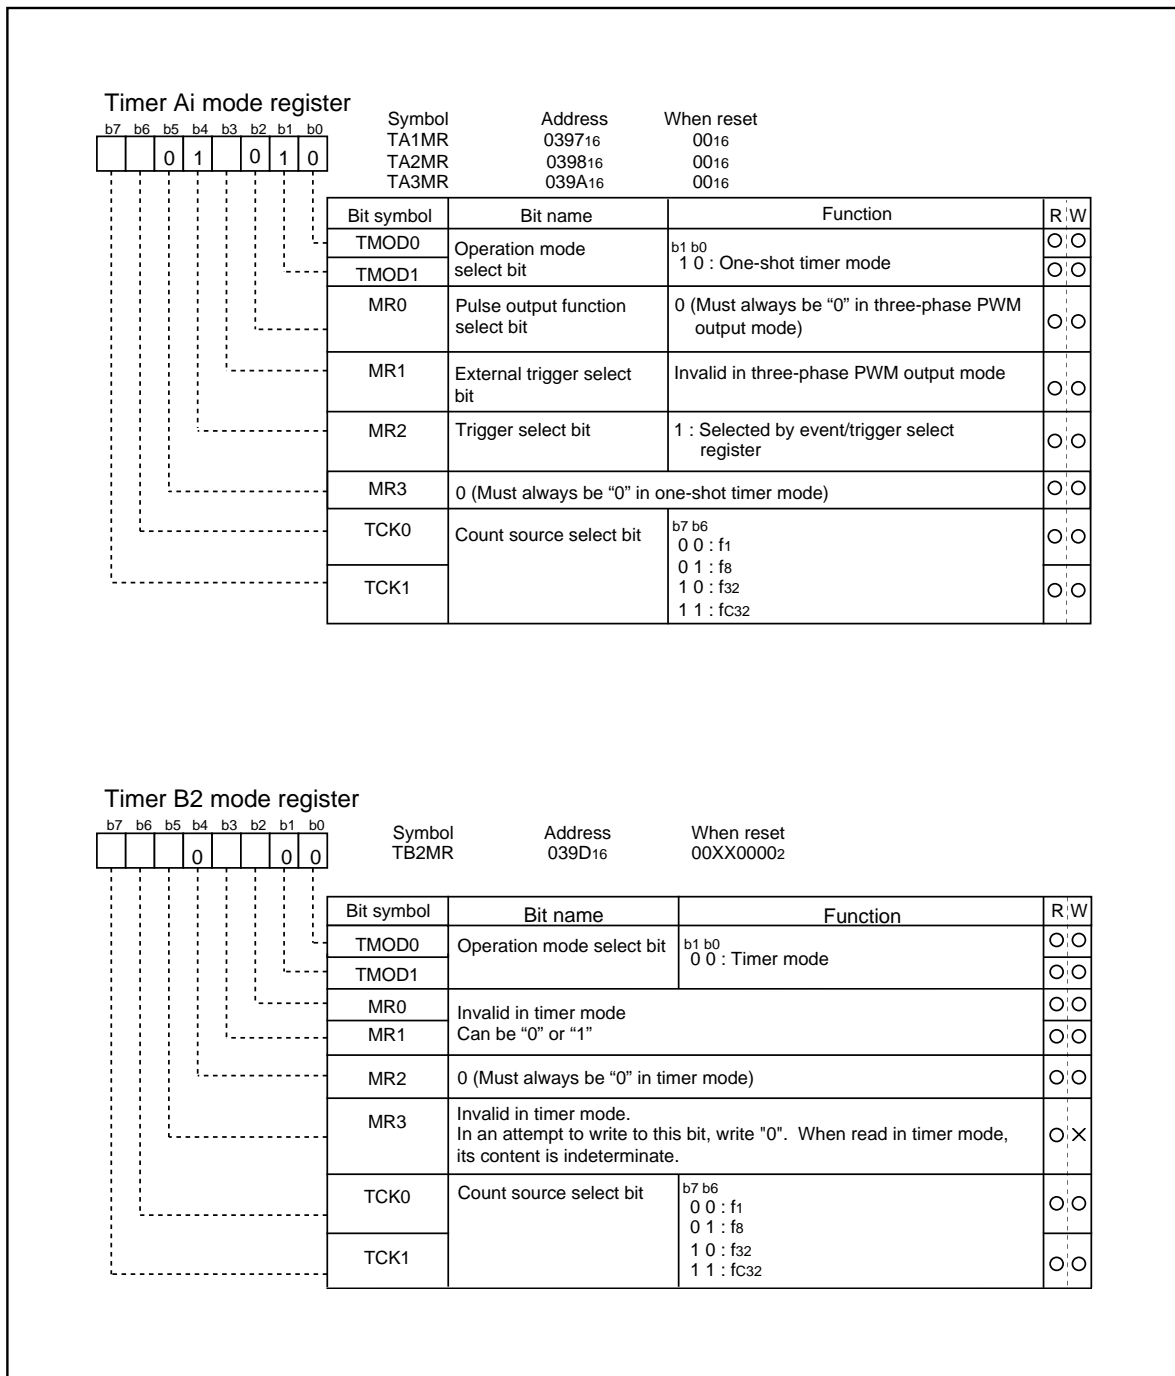 Timer Ai mode register
b7 b6 b5 b4 b3 b2 b1 b0
0 1 0 1 0
Symbol Address When reset
TA1MR 039716 0016
TA2MR 039816 0016
TA3MR 039A16 0016
Bit symbol Bit name Function R W
TMOD0
TMOD1
Operation mode
select bit
b1 b0
1 0 : One-shot timer mode
MR0
Pulse output function
select bit
0 (Must always be “0” in three-phase PWM
output mode)
MR1
External trigger select
bit
Invalid in three-phase PWM output mode
MR2
Trigger select bit
1 : Selected by event/trigger select
register
MR3
0 (Must always be “0” in one-shot timer mode)
TCK0
TCK1
Count source select bit
b7 b6
0 0 : f1
0 1 : f8
1 0 : f32
1 1 : fC32
Timer B2 mode register
b7 b6 b5 b4 b3 b2 b1 b0
0 0 0
Symbol Address When reset
TB2MR 039D16 00XX00002
Bit symbol Bit name Function R W
TMOD0
TMOD1
Operation mode select bit
b1 b0
0 0 : Timer mode
MR0
MR1
Invalid in timer mode
Can be “0” or “1”
MR2
0 (Must always be “0” in timer mode)
MR3
Invalid in timer mode.
In an attempt to write to this bit, write "0". When read in timer mode,
its content is indeterminate.
TCK0
TCK1
Count source select bit
b7 b6
0 0 : f1
0 1 : f8
1 0 : f32
1 1 : fC32